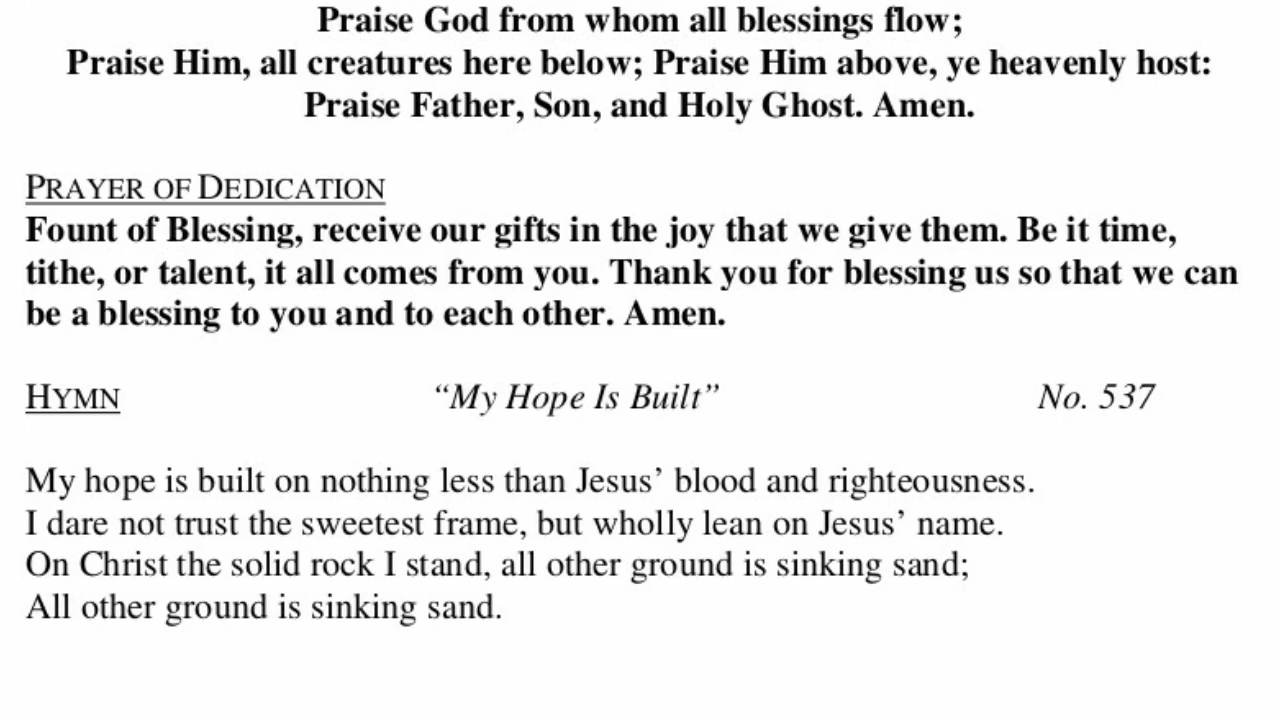 Praise God from whom all blessings flow;
Praise Him, all creatures here below; Praise Him above, ye heavenly host:
Praise Father, Son, and Holy Ghost. Amen.
PRAYER OF DEDICATION
Fount of Blessing, receive our gifts in the joy that we give them. Be it time,
tithe, or talent, it all comes from you. Thank you for blessing us so that we can
be a blessing to you and to each other. Amen.
HYMN “My Hope Is Built” No. 537
My hope is built on nothing less than Jesus’ blood and righteousness.
I dare not trust the sweetest frame, but wholly lean on Jesus’ name.
On Christ the solid rock I stand, all other ground is sinking sand;
All other ground is sinking sand.